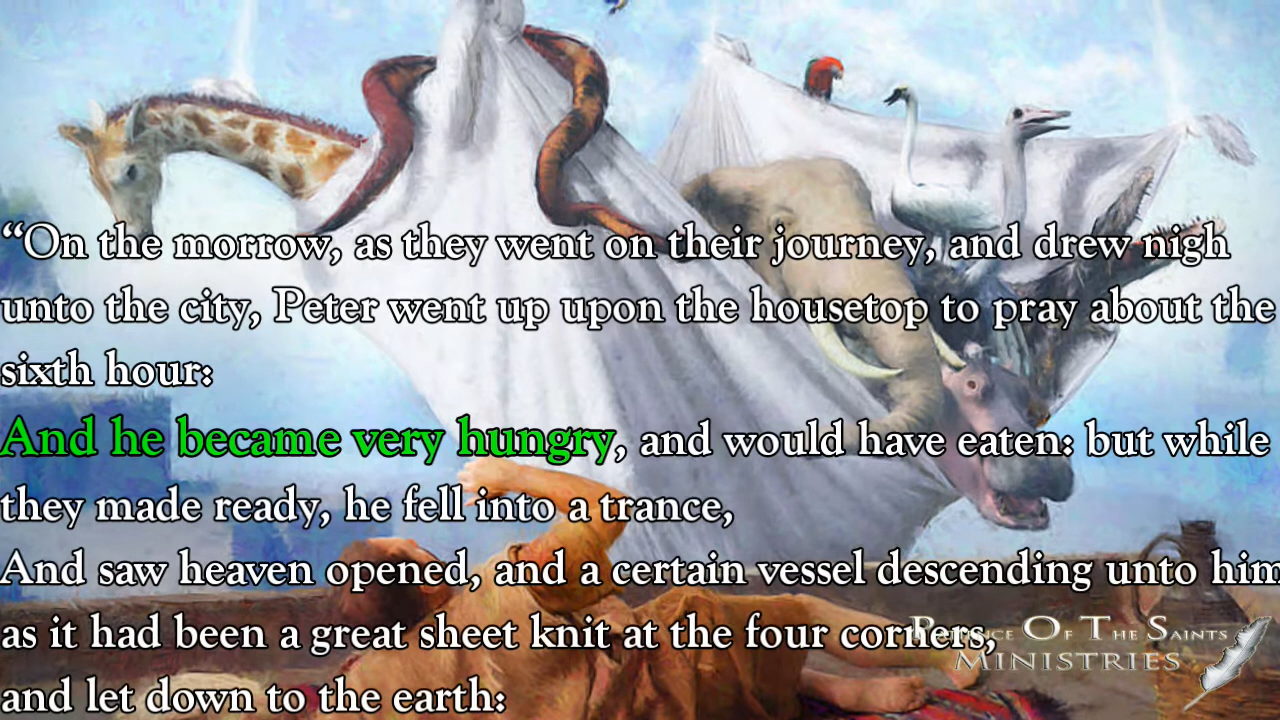 “On the morrow, as they went on their journey, and drew nigh
unto the city, Peter went up upon the housetop to pray about the
sixth hour:
And he became very hungry, and would have eaten: but while
they made ready, he fell into a trance,
And saw heaven opened, and a certain vessel descending unto him
as it had been a great sheet knit at the four corners,
and let down to the earth:
Of The Saints
Ministries